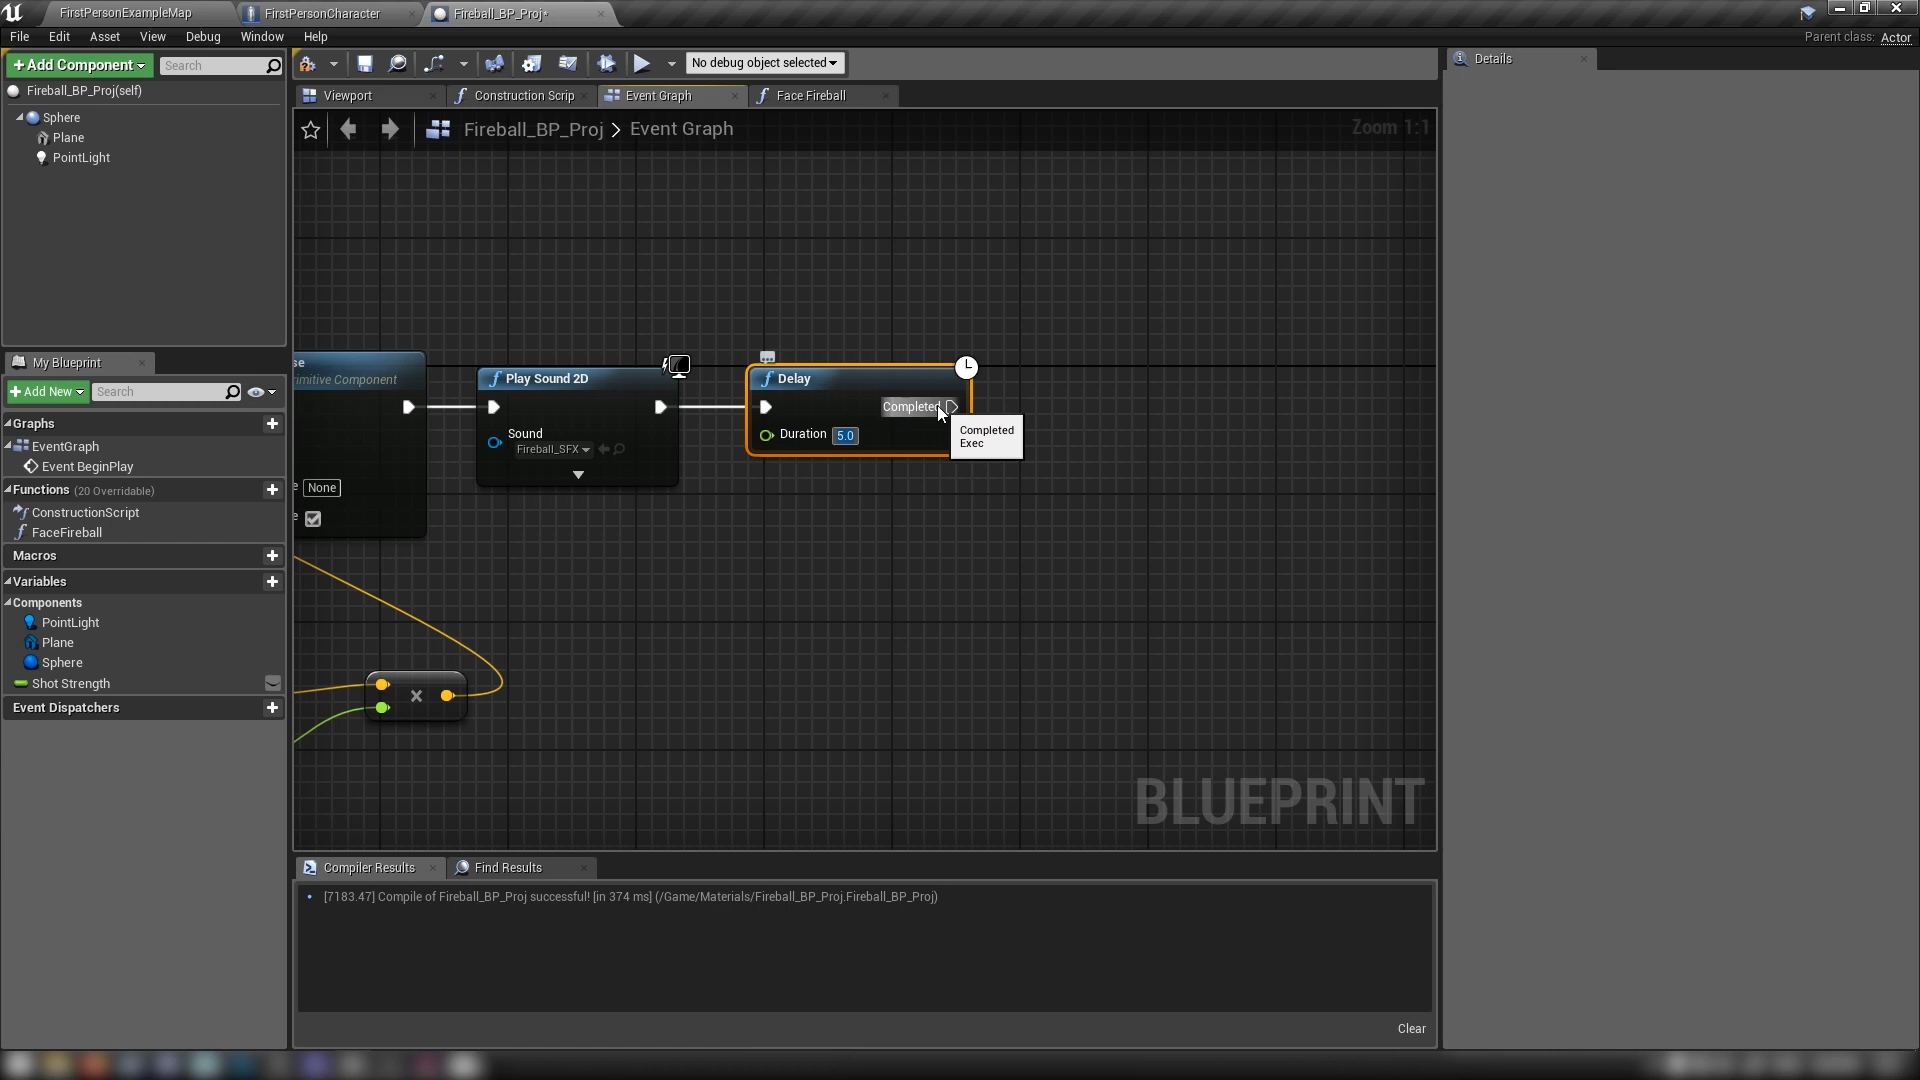 FirstPersonExampleMap
FirstPersonCharacter
Fireball_BP_Proj*
File Edit Asset View Debug Window Help
Parent class: Actor
+Add Component
Search
No debug object selected
Details
Fireball_BP_Proj(self)
Viewport
Construction Scrip
Event Graph
Face Fireball
Sphere
Plane
PointLight
Fireball_BP_Proj > Event Graph
Zoom 1:1
My Blueprint
+Add New
Search
Graphs
EventGraph
Event BeginPlay
Functions (20 Overridable)
ConstructionScript
FaceFireball
Macros
Variables
Components
PointLight
Plane
Sphere
Shot Strength
Event Dispatchers
se
rimitive Component
e None
e
Play Sound 2D
Sound
Fireball_SFX
Delay
Completed
Duration 5.0
Completed
Exec
BLUEPRINT
Compiler Results
Find Results
[7183.47] Compile of Fireball_BP_Proj successful! [in 374 ms] (/Game/Materials/Fireball_BP_Proj.Fireball_BP_Proj)
Clear